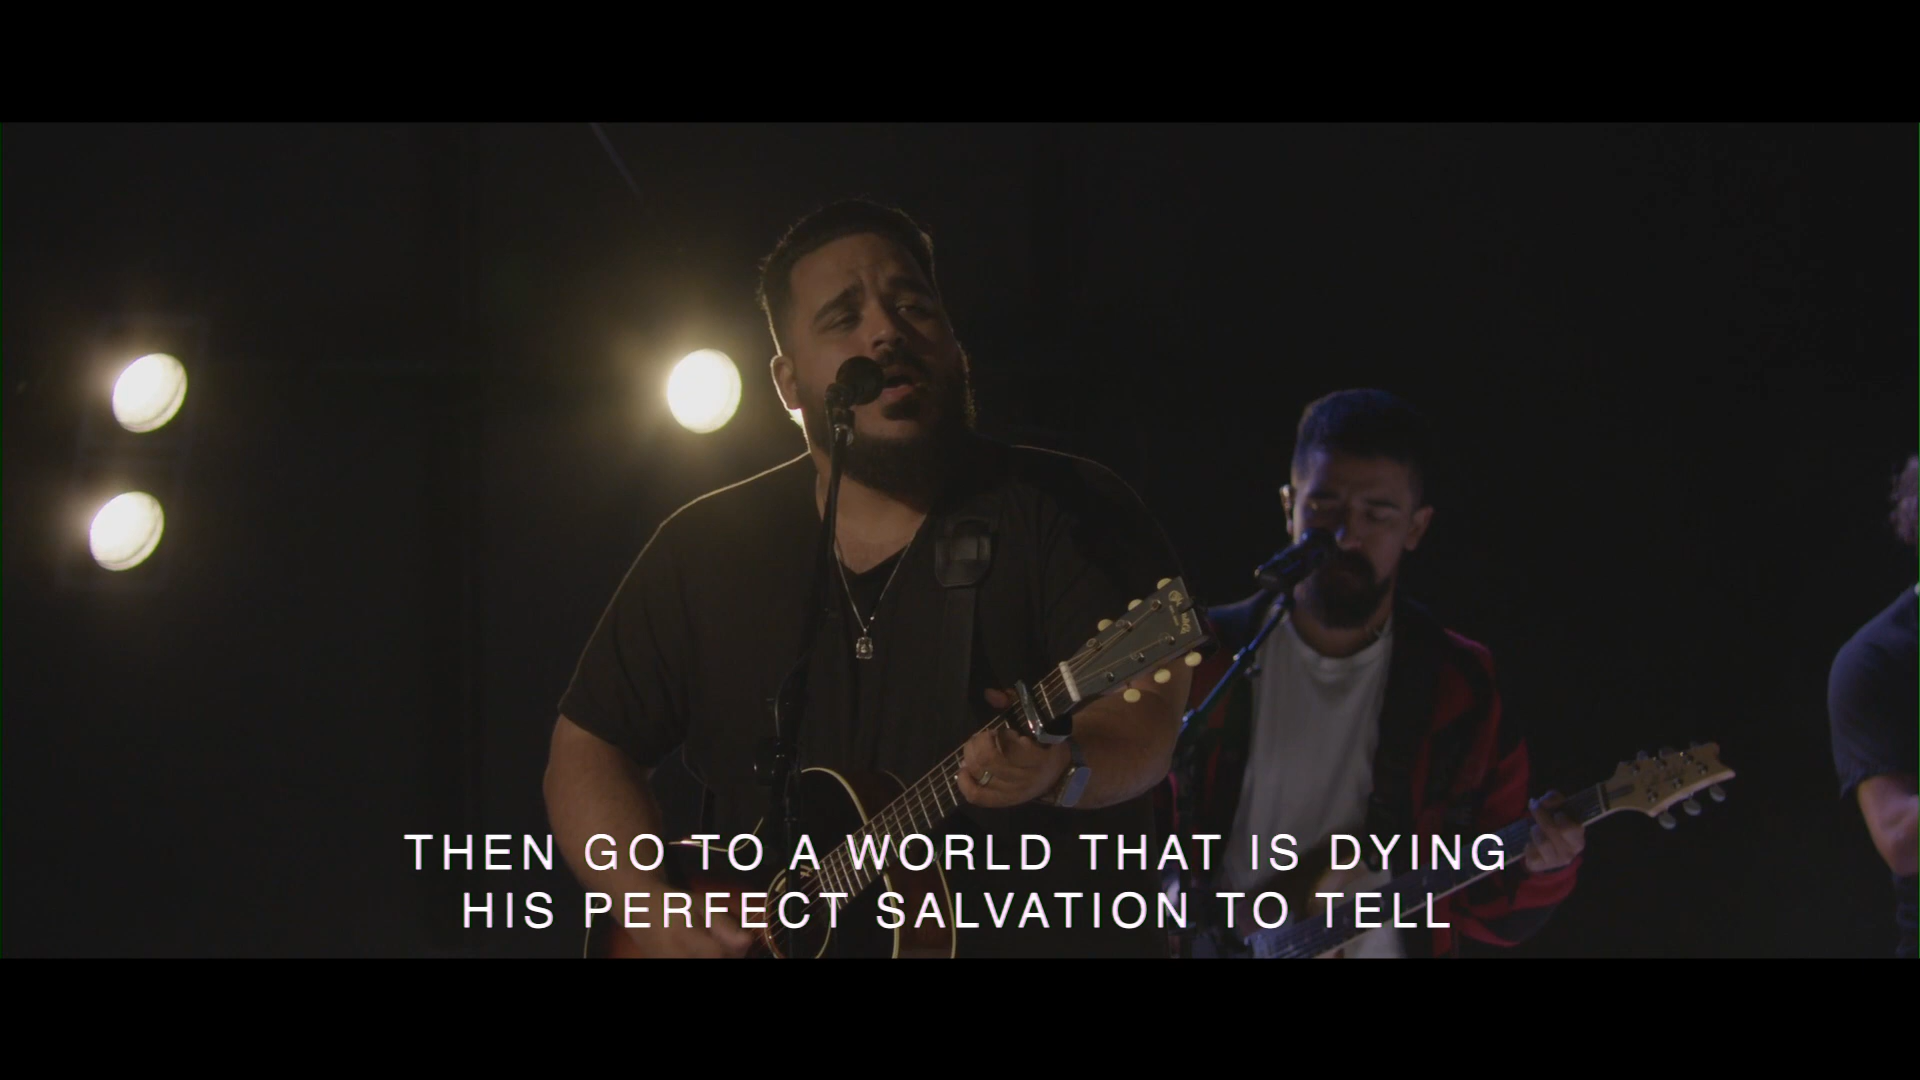 THEN GO TO A WORLD THAT IS DYING
HIS PERFECT SALVATION TO TELL